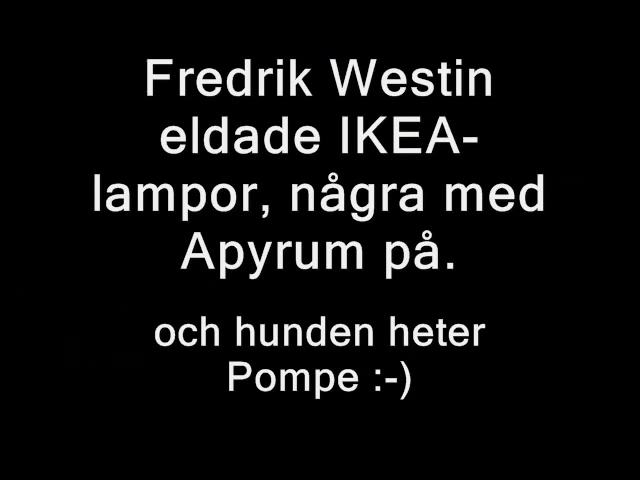 Fredrik Westin
eldade IKEA-
lampor, några med
Apyrum på.
och hunden heter
Pompe :-)